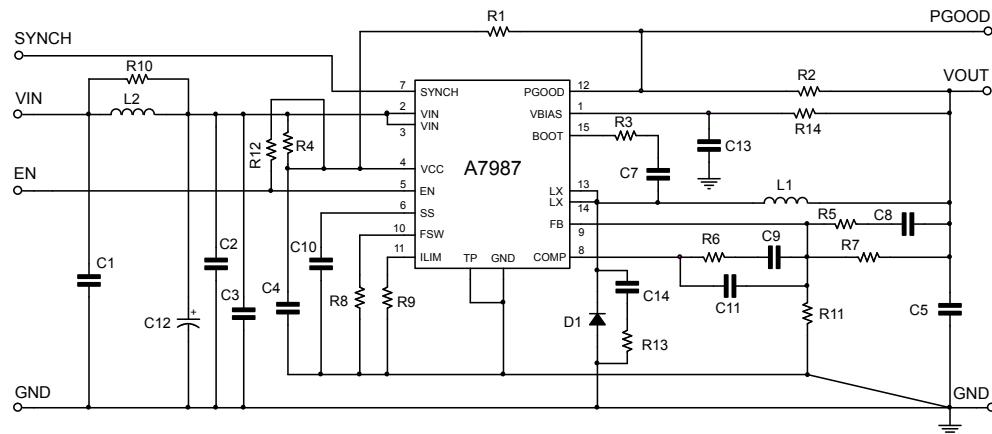 R1
PGOOD
SYNCH
R10
7
SYNCH
PGOOD
12
R2
VOUT
VIN
L2
2
VIN
VBIAS
1
R14
3
VIN
BOOT
15
R3
R12
R4
C13
4
VCC
A7987
C7
EN
5
EN
LX
13
L1
6
SS
LX
14
10
FSW
FB
9
R5
C8
11
ILIM
COMP
8
R6
C9
R7
C10
C2
TP
GND
C1
C3
C4
R8
R9
C14
C11
R11
C5
C12
+
D1
R13
GND
GND